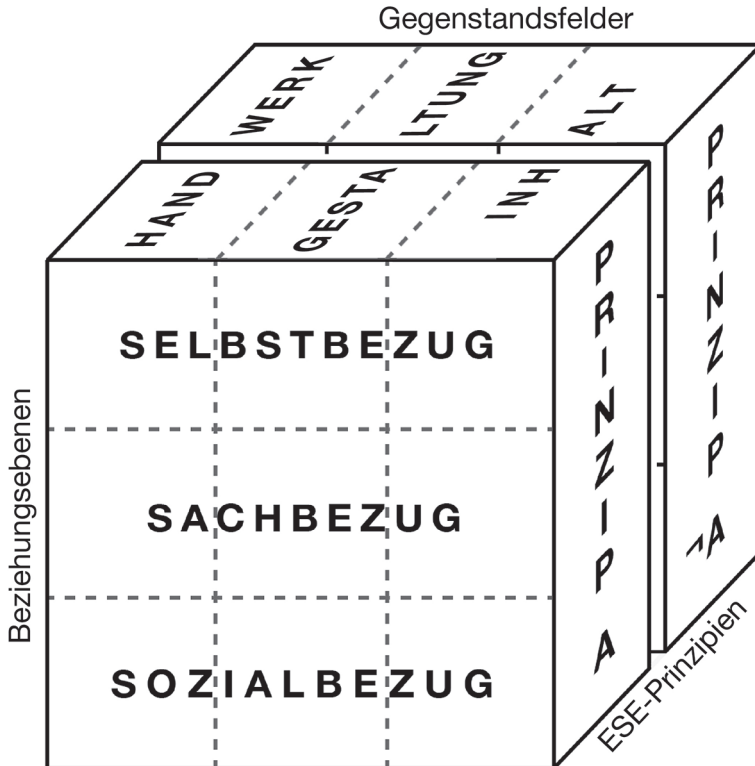 Gegenstandsfelder
WERK
LTUNG
ALT
HAND
GESTA
INH
PRINZIP A
PRINZIP ¬A
SELBSTBEZUG
SACHBEZUG
SOZIALBEZUG
Beziehungsebenen
ESE-Prinzipien